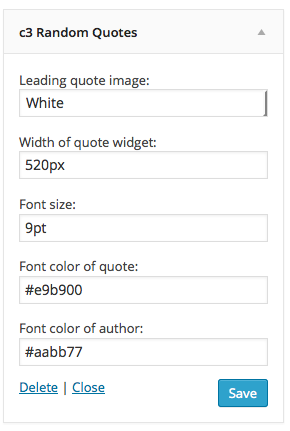 c3 Random Quotes
Leading quote image:
White
Width of quote widget:
520px
Font size:
9pt
Font color of quote:
#e9b900
Font color of author:
#aabb77
Delete | Close
Save